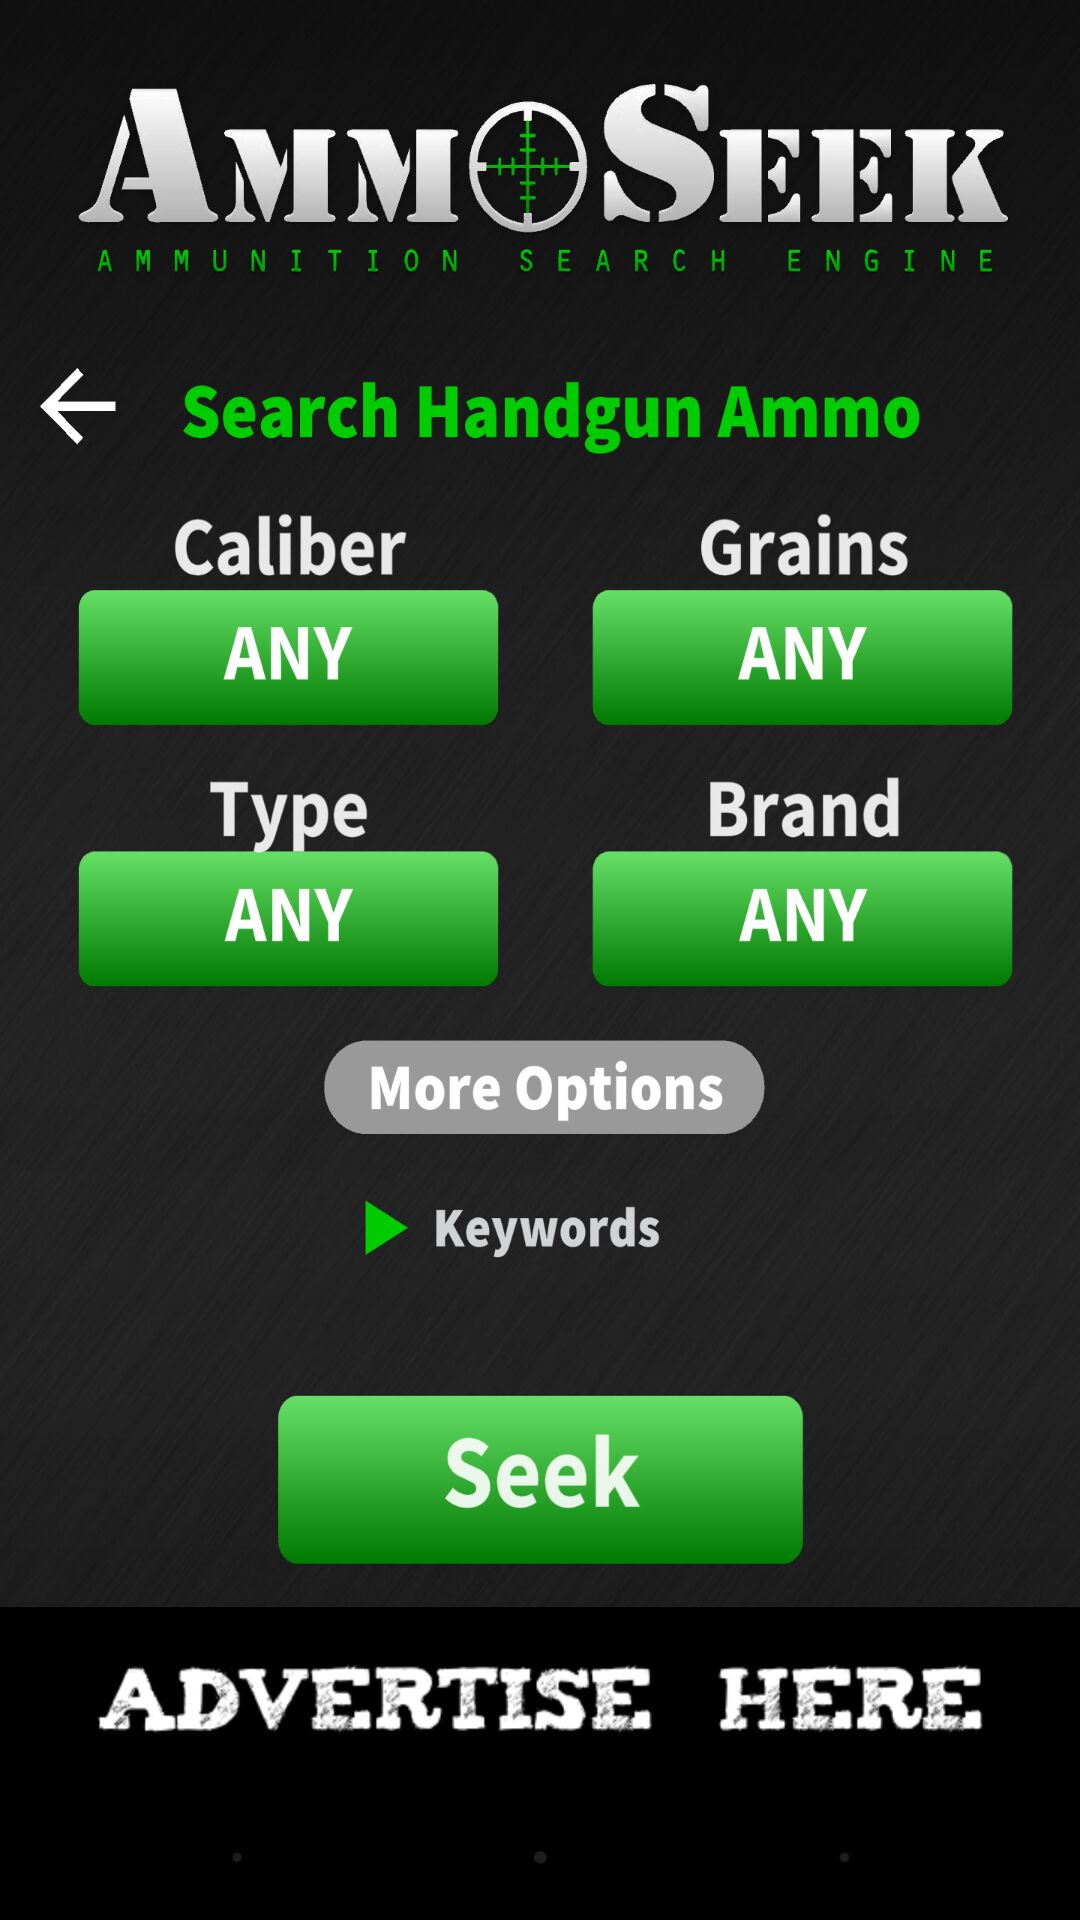 AMMOSEEK
AMMUNITION SEARCH ENGINE
Search Handgun Ammo
Caliber Grains
ANY ANY
Type Brand
ANY ANY
More Options
Keywords
Seek
ADVERTISE HERE